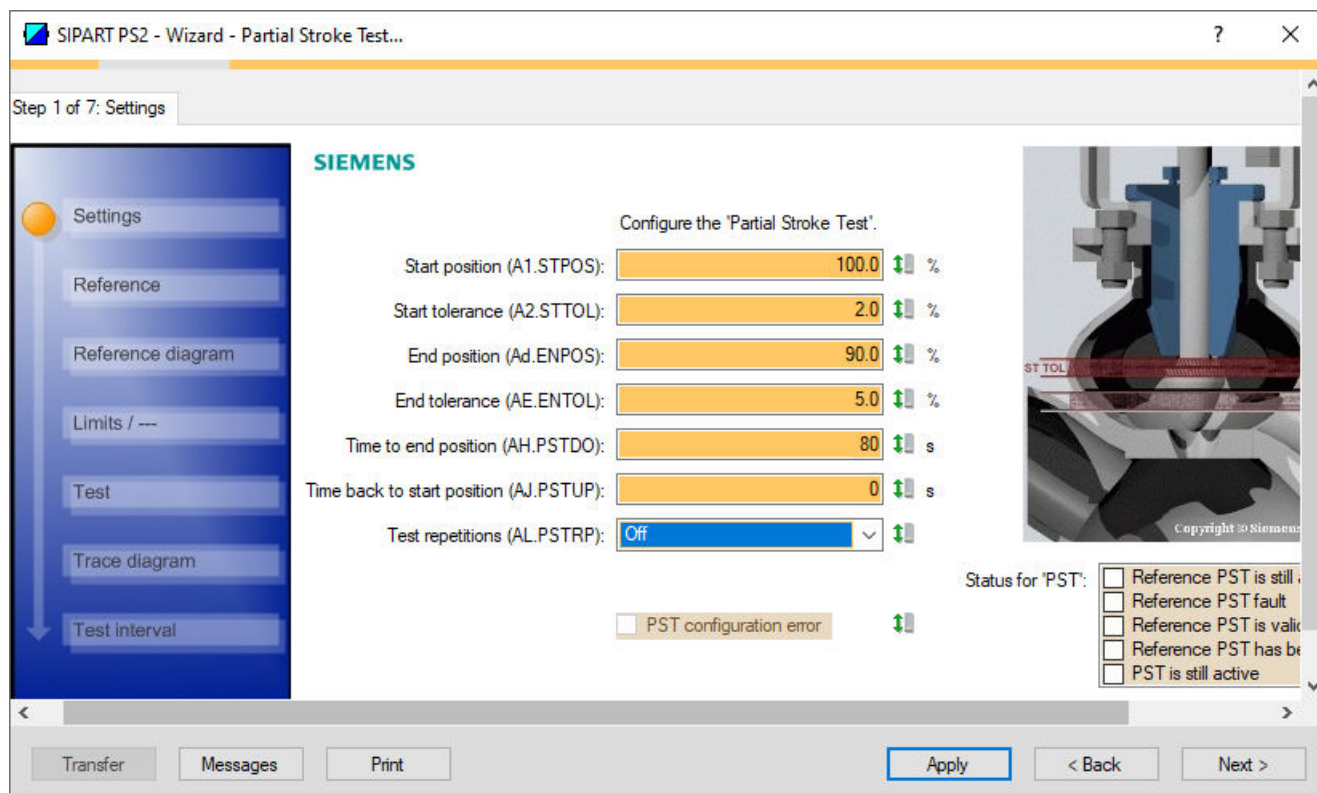 SIPART PS2 - Wizard - Partial Stroke Test...
Step 1 of 7: Settings
Settings
Reference
Reference diagram
Limits / ---
Test
Trace diagram
Test interval
SIEMENS
Configure the 'Partial Stroke Test'.
Start position (A1.STPOS): 100.0 %
Start tolerance (A2.STTOL): 2.0 %
End position (Ad.ENPOS): 90.0 %
End tolerance (AE.ENTOL): 5.0 %
Time to end position (AH.PSTDO): 80 s
Time back to start position (AJ.PSTUP): 0 s
Test repetitions (AL.PSTRP): Off
PST configuration error
ST TOL
Copyright © Siemens
Status for 'PST':
Reference PST is still
Reference PST fault
Reference PST is valid
Reference PST has be
PST is still active
Transfer Messages Print Apply < Back Next >